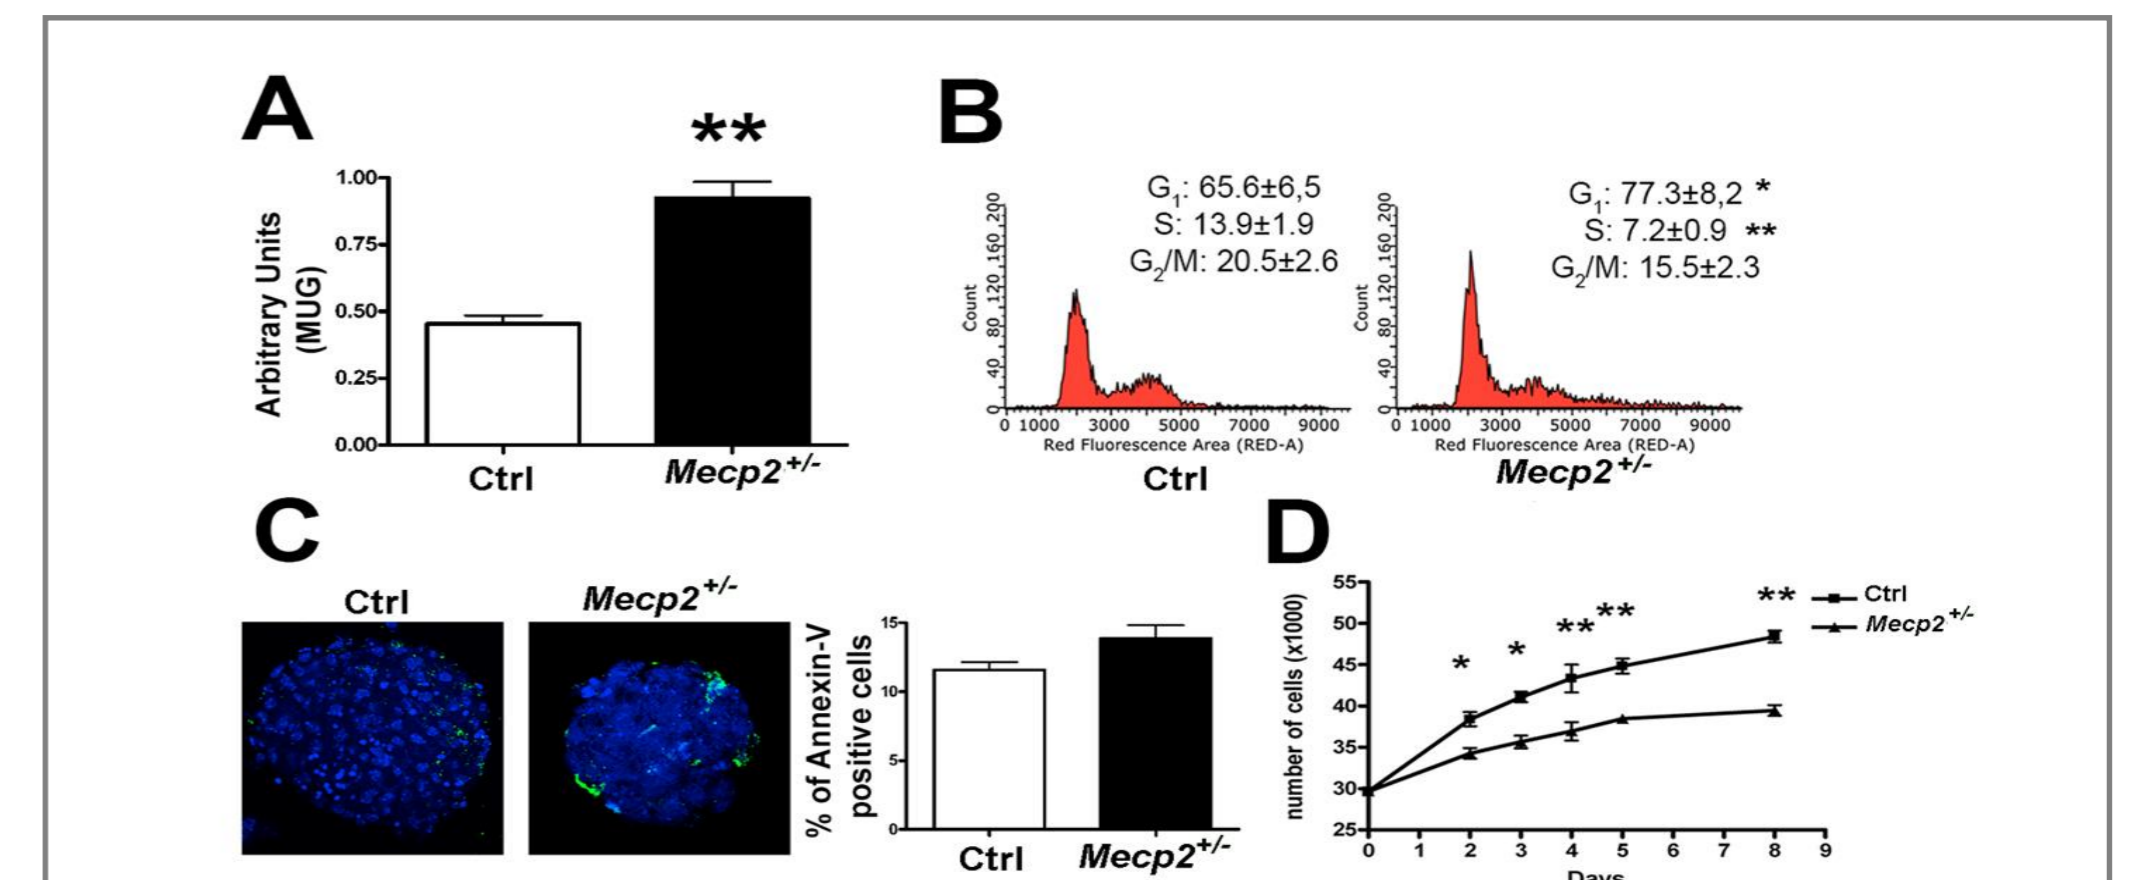 A
**
1.00
0.75
0.50
0.25
0.00
Arbitrary Units
(MUG)
Ctrl
Mecp2+/-
B
G1: 65.6±6,5
S: 13.9±1.9
G2/M: 20.5±2.6
200
160
120
80
40
0
Count
0 1000 3000 5000 7000 9000
Red Fluorescence Area (RED-A)
Ctrl
G1: 77.3±8,2 *
S: 7.2±0.9 **
G2/M: 15.5±2.3
200
160
120
80
40
0
Count
0 1000 3000 5000 7000 9000
Red Fluorescence Area (RED-A)
Mecp2+/-
C
Ctrl
Mecp2+/-
% of Annexin-V
positive cells
15
10
5
0
Ctrl
Mecp2+/-
D
55
50
45
40
35
30
25
number of cells (x1000)
* * ** ** **
Ctrl
Mecp2+/-
0 1 2 3 4 5 6 7 8 9
Days